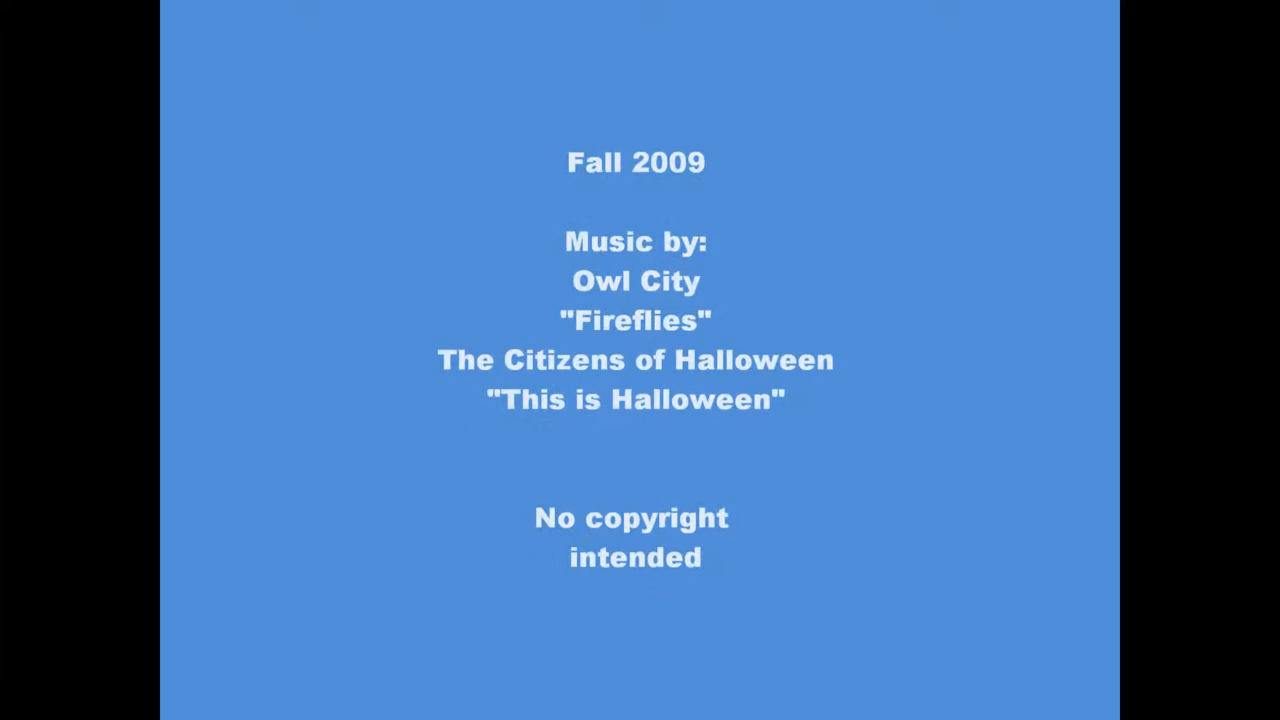 Fall 2009
Music by:
Owl City
"Fireflies"
The Citizens of Halloween
"This is Halloween"
No copyright
intended